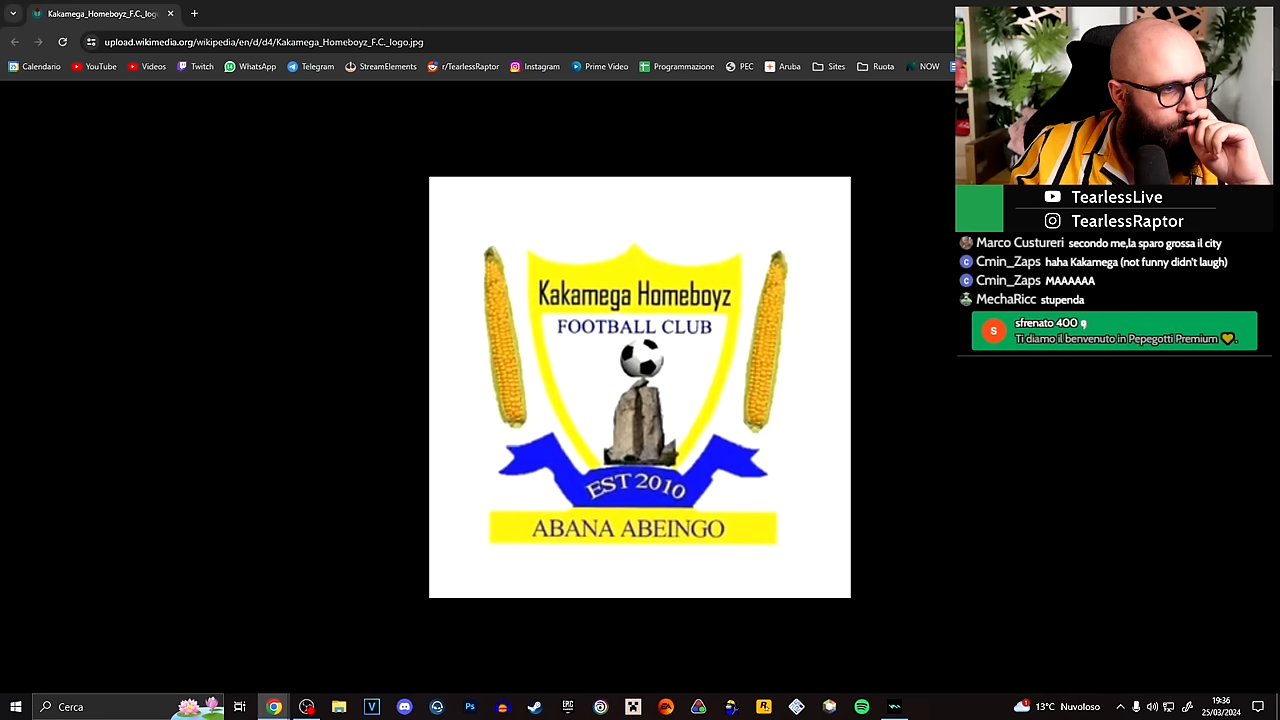 Kakamega_Homeboyz_F.C._log
upload.wikimedia.org/wikipedia/en/d/d4/Kakamega_Homeboyz_F.C._logo.jpg
Calendario YouTube Videos Twitch WhatsApp Telegram StreamElements r/TearlessRaptor Instagram Prime Video Programmazione PEC Aruba Sites Ruota NOW
Kakamega Homeboyz
FOOTBALL CLUB
EST 2010
ABANA ABEINGO
TearlessLive
TearlessRaptor
Marco Custureri secondo me,la sparo grossa il city
Cmin_Zaps haha Kakamega (not funny didn't laugh)
Cmin_Zaps MAAAAAA
MechaRicc stupenda
S
sfrenato 400
Ti diamo il benvenuto in Pepegotti Premium 💛.
Cerca
13°C Nuvoloso
19:36
25/03/2024